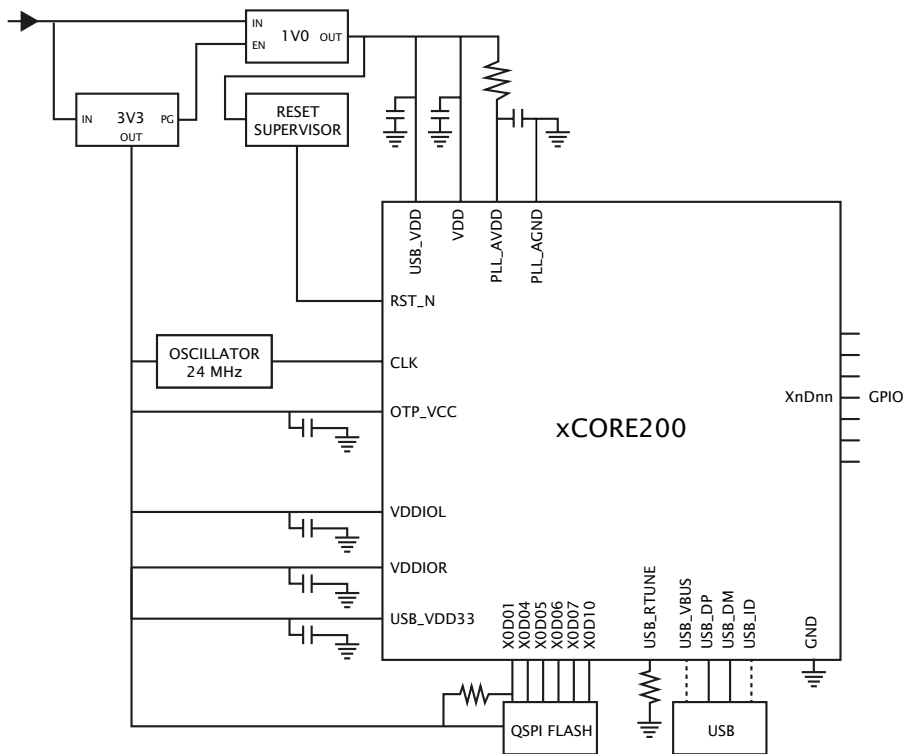 IN
1V0 OUT
EN
IN 3V3 PG
OUT
RESET
SUPERVISOR
USB_VDD
VDD
PLL_AVDD
PLL_AGND
RST_N
OSCILLATOR
24 MHz
CLK
OTP_VCC
XnDnn GPIO
xCORE200
VDDIOL
VDDIOR
USB_VDD33
X0D01
X0D04
X0D05
X0D06
X0D07
X0D10
USB_RTUNE
USB_VBUS
USB_DP
USB_DM
USB_ID
GND
QSPI FLASH
USB